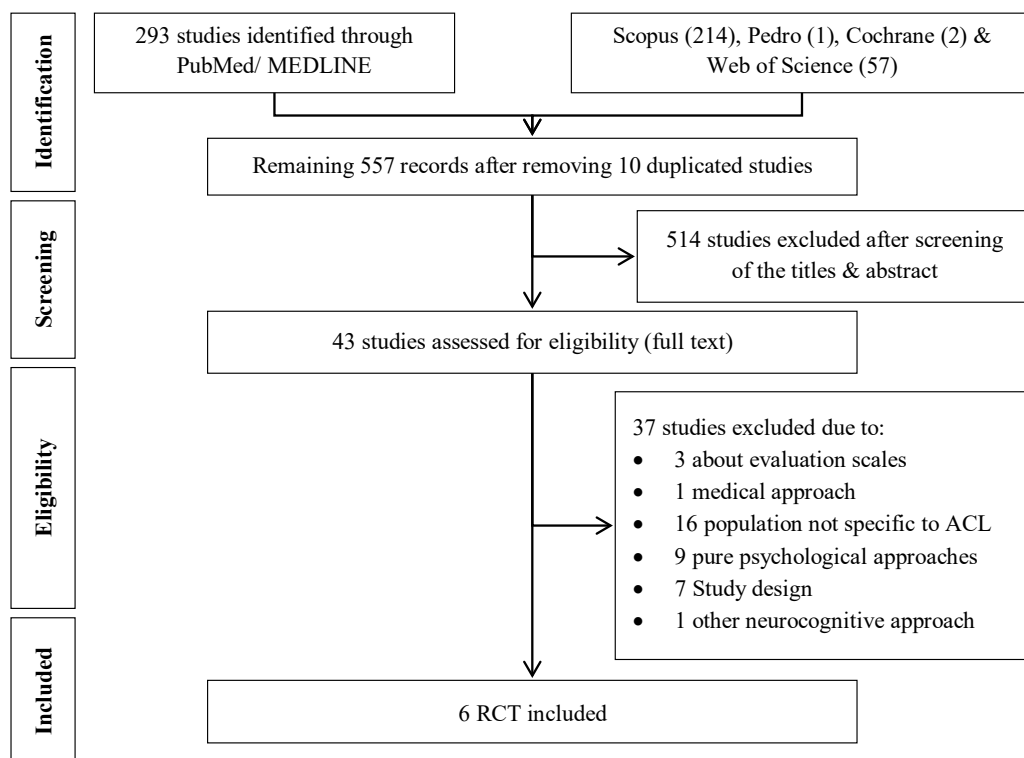 Identification
293 studies identified through
PubMed/ MEDLINE
Scopus (214), Pedro (1), Cochrane (2) &
Web of Science (57)
Remaining 557 records after removing 10 duplicated studies
Screening
514 studies excluded after screening
of the titles & abstract
43 studies assessed for eligibility (full text)
Eligibility
37 studies excluded due to:
• 3 about evaluation scales
• 1 medical approach
• 16 population not specific to ACL
• 9 pure psychological approaches
• 7 Study design
• 1 other neurocognitive approach
Included
6 RCT included